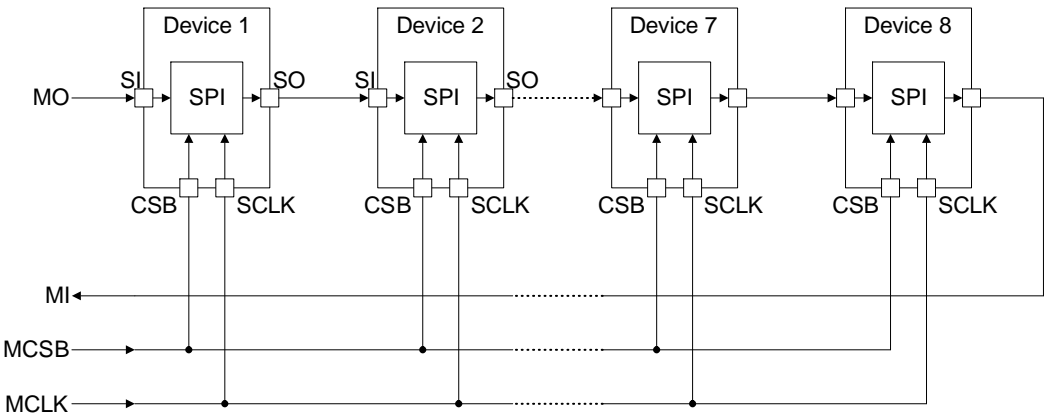 Device 1 Device 2 Device 7 Device 8
SI SO SI SO
MO SPI SPI SPI SPI
CSB SCLK CSB SCLK CSB SCLK CSB SCLK
MI
MCSB
MCLK